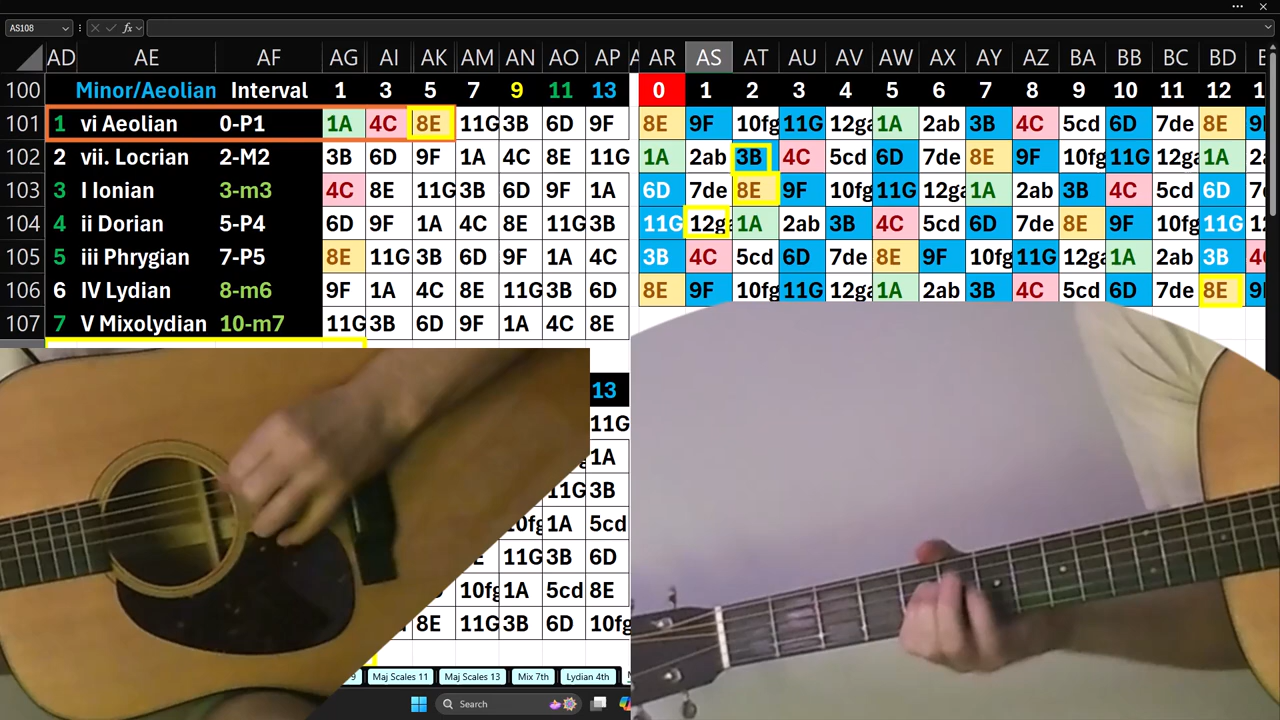 AS108 fx
AD AE AF AG AI AK AM AN AO AP A AR AS AT AU AV AW AX AY AZ BA BB BC BD
100 Minor/Aeolian Interval 1 3 5 7 9 11 13 0 1 2 3 4 5 6 7 8 9 10 11 12 1
101 1 vi Aeolian 0-P1 1A 4C 8E 11G 3B 6D 9F 8E 9F 10fg 11G 12ga 1A 2ab 3B 4C 5cd 6D 7de 8E 9
102 2 vii. Locrian 2-M2 3B 6D 9F 1A 4C 8E 11G 1A 2ab 3B 4C 5cd 6D 7de 8E 9F 10fg 11G 12ga 1A 2a
103 3 I Ionian 3-m3 4C 8E 11G 3B 6D 9F 1A 6D 7de 8E 9F 10fg 11G 12ga 1A 2ab 3B 4C 5cd 6D 7
104 4 ii Dorian 5-P4 6D 9F 1A 4C 8E 11G 3B 11G 12ga 1A 2ab 3B 4C 5cd 6D 7de 8E 9F 10fg 11G 12
105 5 iii Phrygian 7-P5 8E 11G 3B 6D 9F 1A 4C 3B 4C 5cd 6D 7de 8E 9F 10fg 11G 12ga 1A 2ab 3B 4
106 6 IV Lydian 8-m6 9F 1A 4C 8E 11G 3B 6D 8E 9F 10fg 11G 12ga 1A 2ab 3B 4C 5cd 6D 7de 8E 9
107 7 V Mixolydian 10-m7 11G 3B 6D 9F 1A 4C 8E
13
11G
1A
11G 3B
10fg 1A 5cd
11G 3B 6D
10fg 1A 5cd 8E
8E 11G 3B 6D 10fg
Maj Scales 11 Maj Scales 13 Mix 7th Lydian 4th
Search